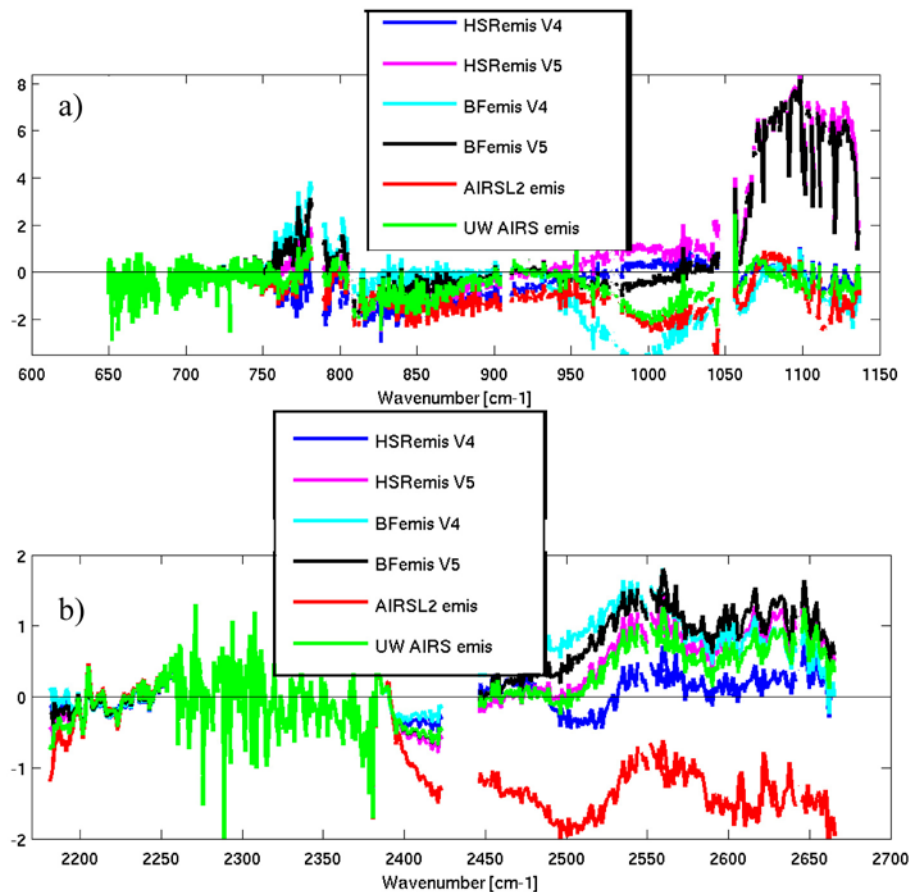 HSRemis V4
HSRemis V5
BFemis V4
BFemis V5
AIRSL2 emis
UW AIRS emis
a)
8
6
4
2
0
-2
600 650 700 750 800 850 900 950 1000 1050 1100 1150
Wavenumber [cm-1]
HSRemis V4
HSRemis V5
BFemis V4
BFemis V5
AIRSL2 emis
UW AIRS emis
b)
2
1
0
-1
-2
2200 2250 2300 2350 2400 2450 2500 2550 2600 2650 2700
Wavenumber [cm-1]